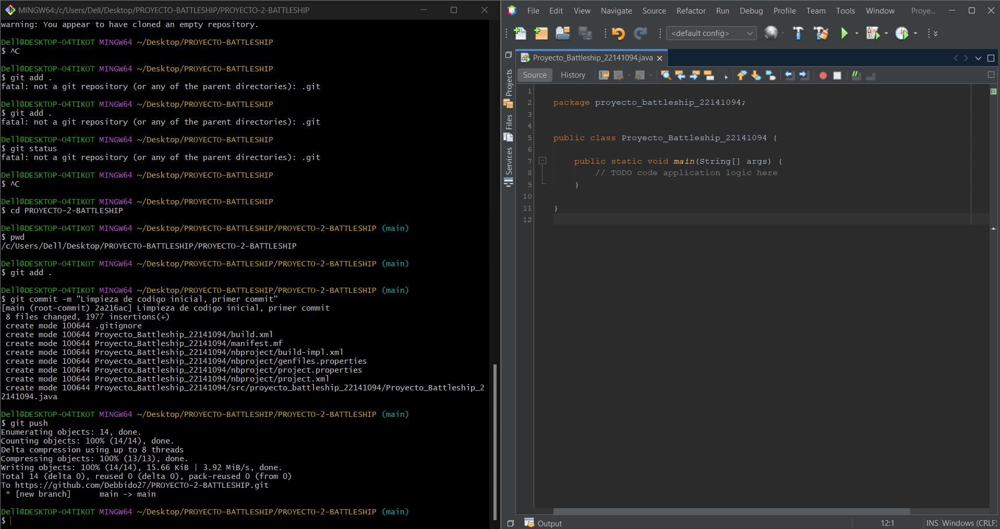 MINGW64:/c/Users/Dell/Desktop/PROYECTO-BATTLESHIP/PROYECTO-2-BATTLESHIP
warning: You appear to have cloned an empty repository.
Dell@DESKTOP-O4TIKOT MINGW64 ~/Desktop/PROYECTO-BATTLESHIP
$ ^C
Dell@DESKTOP-O4TIKOT MINGW64 ~/Desktop/PROYECTO-BATTLESHIP
$ git add .
fatal: not a git repository (or any of the parent directories): .git
Dell@DESKTOP-O4TIKOT MINGW64 ~/Desktop/PROYECTO-BATTLESHIP
$ git add .
fatal: not a git repository (or any of the parent directories): .git
Dell@DESKTOP-O4TIKOT MINGW64 ~/Desktop/PROYECTO-BATTLESHIP
$ git status
fatal: not a git repository (or any of the parent directories): .git
Dell@DESKTOP-O4TIKOT MINGW64 ~/Desktop/PROYECTO-BATTLESHIP
$ ^C
Dell@DESKTOP-O4TIKOT MINGW64 ~/Desktop/PROYECTO-BATTLESHIP
$ cd PROYECTO-2-BATTLESHIP
Dell@DESKTOP-O4TIKOT MINGW64 ~/Desktop/PROYECTO-BATTLESHIP/PROYECTO-2-BATTLESHIP (main)
$ pwd
/c/Users/Dell/Desktop/PROYECTO-BATTLESHIP/PROYECTO-2-BATTLESHIP
Dell@DESKTOP-O4TIKOT MINGW64 ~/Desktop/PROYECTO-BATTLESHIP/PROYECTO-2-BATTLESHIP (main)
$ git add .
Dell@DESKTOP-O4TIKOT MINGW64 ~/Desktop/PROYECTO-BATTLESHIP/PROYECTO-2-BATTLESHIP (main)
$ git commit -m "Limpieza de codigo inicial, primer commit"
[main (root-commit) 2a216ac] Limpieza de codigo inicial, primer commit
8 files changed, 1977 insertions(+)
create mode 100644 .gitignore
create mode 100644 Proyecto_Battleship_22141094/build.xml
create mode 100644 Proyecto_Battleship_22141094/manifest.mf
create mode 100644 Proyecto_Battleship_22141094/nbproject/build-impl.xml
create mode 100644 Proyecto_Battleship_22141094/nbproject/genfiles.properties
create mode 100644 Proyecto_Battleship_22141094/nbproject/project.properties
create mode 100644 Proyecto_Battleship_22141094/nbproject/project.xml
create mode 100644 Proyecto_Battleship_22141094/src/proyecto_battleship_22141094/Proyecto_Battleship_2
2141094.java
Dell@DESKTOP-O4TIKOT MINGW64 ~/Desktop/PROYECTO-BATTLESHIP/PROYECTO-2-BATTLESHIP (main)
$ git push
Enumerating objects: 14, done.
Counting objects: 100% (14/14), done.
Delta compression using up to 8 threads
Compressing objects: 100% (13/13), done.
Writing objects: 100% (14/14), 15.66 KiB | 3.92 MiB/s, done.
Total 14 (delta 0), reused 0 (delta 0), pack-reused 0 (from 0)
To https://github.com/Debbido27/PROYECTO-2-BATTLESHIP.git
* [new branch]      main -> main
Dell@DESKTOP-O4TIKOT MINGW64 ~/Desktop/PROYECTO-BATTLESHIP/PROYECTO-2-BATTLESHIP (main)
$
File Edit View Navigate Source Refactor Run Debug Profile Team Tools Window Proye...
<default config>
Proyecto_Battleship_22141094.java
Source History
Projects
Files
Services
1
2 package proyecto_battleship_22141094;
3
4
5 public class Proyecto_Battleship_22141094 {
6
7 public static void main(String[] args) {
8 // TODO code application logic here
9 }
10
11 }
12
Output
12:1 INS Windows (CRLF)